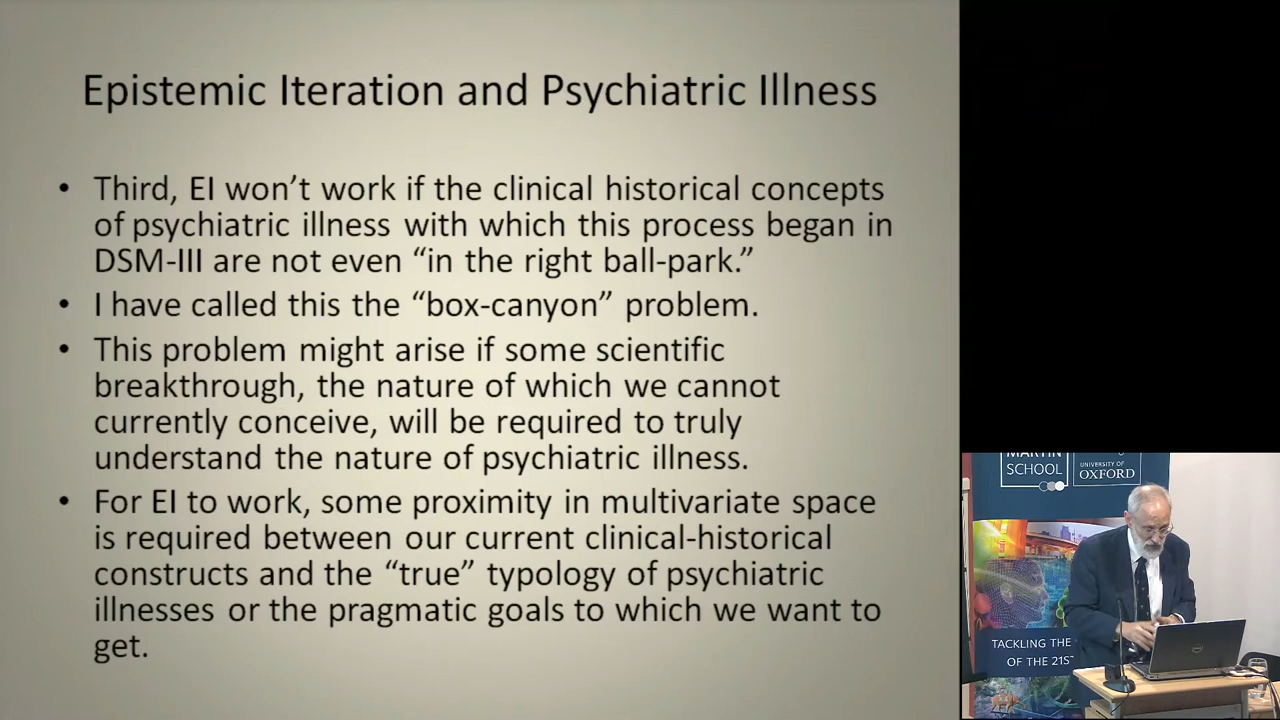 Epistemic Iteration and Psychiatric Illness
• Third, EI won’t work if the clinical historical concepts
of psychiatric illness with which this process began in
DSM-III are not even “in the right ball-park.”
• I have called this the “box-canyon” problem.
• This problem might arise if some scientific
breakthrough, the nature of which we cannot
currently conceive, will be required to truly
understand the nature of psychiatric illness.
• For EI to work, some proximity in multivariate space
is required between our current clinical-historical
constructs and the “true” typology of psychiatric
illnesses or the pragmatic goals to which we want to
get.
MARTIN
SCHOOL
UNIVERSITY OF
OXFORD
TACKLING THE
OF THE 21ST